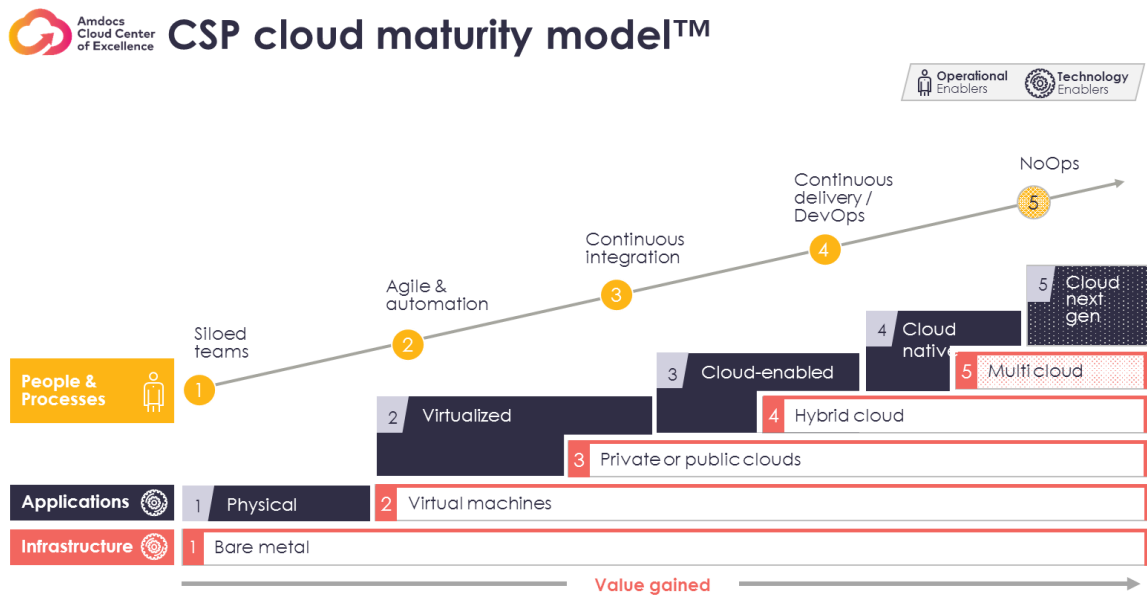 Amdocs
Cloud Center
of Excellence
CSP cloud maturity model™
Operational
Enablers
Technology
Enablers
NoOps
5
Continuous
delivery /
DevOps
4
Continuous
integration
3
Agile &
automation
2
Siloed
teams
1
People &
Processes
5
Cloud
next
gen
4
Cloud
native
5
Multi cloud
3
Cloud-enabled
4
Hybrid cloud
2
Virtualized
3
Private or public clouds
Applications
1
Physical
2
Virtual machines
Infrastructure
1
Bare metal
Value gained